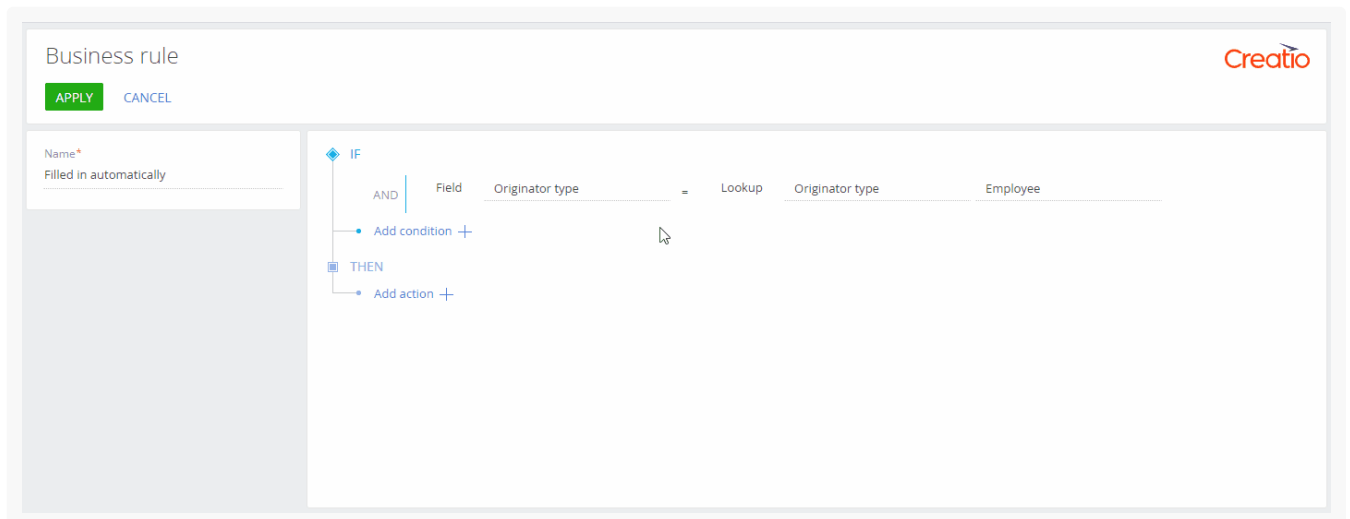 Business rule
Creatio
APPLY CANCEL
Name*
Filled in automatically
IF
AND Field Originator type = Lookup Originator type Employee
Add condition
THEN
Add action